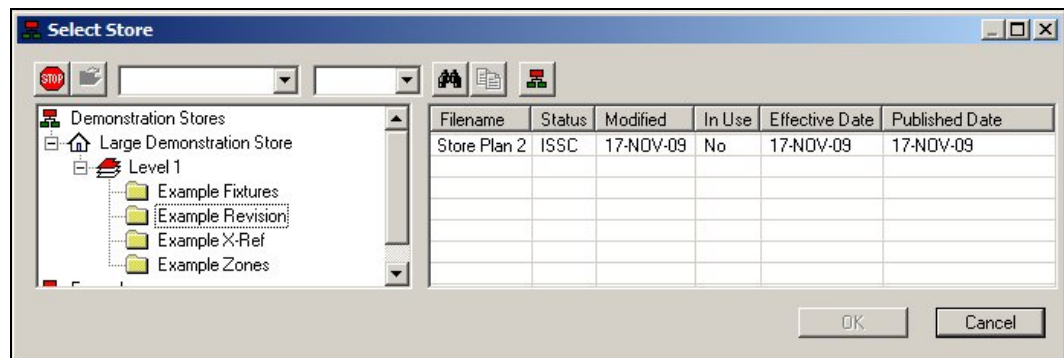 Select Store
STOP
Demonstration Stores
Large Demonstration Store
Level 1
Example Fixtures
Example Revision
Example X-Ref
Example Zones
Filename Status Modified In Use Effective Date Published Date
Store Plan 2 ISSC 17-NOV-09 No 17-NOV-09 17-NOV-09
OK Cancel